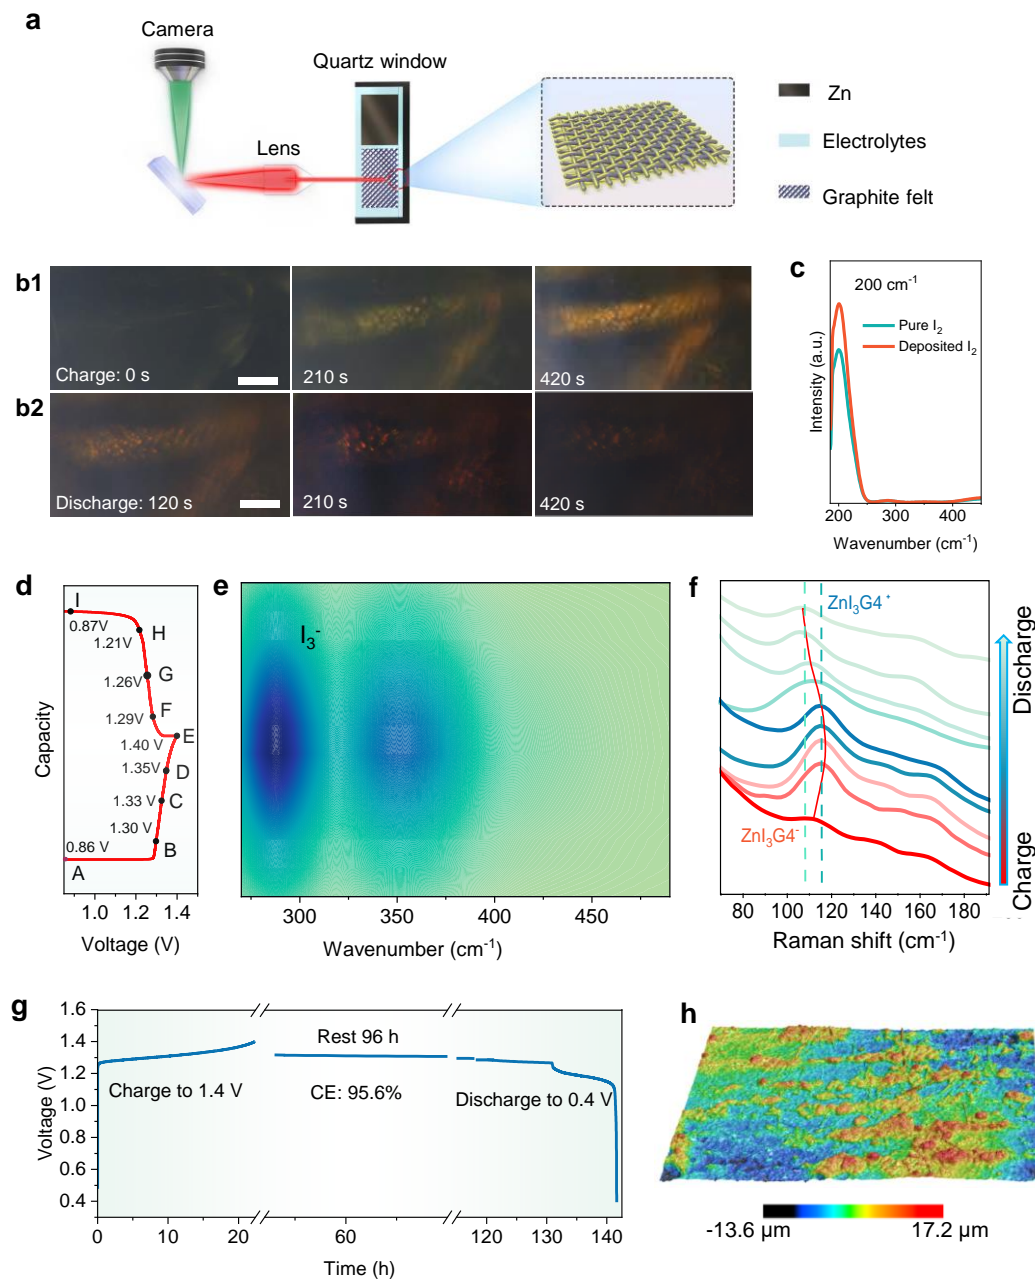 a
Camera
Quartz window
Lens
Zn
Electrolytes
Graphite felt
b1
Charge: 0 s
210 s
420 s
b2
Discharge: 120 s
210 s
420 s
c
200 cm⁻¹
Pure I₂
Deposited I₂
Intensity (a.u.)
200 300 400
Wavenumber (cm⁻¹)
d
I
0.87V
H
1.21V
G
1.26V
F
1.29V
E
1.40 V
D
1.35V
C
1.33 V
1.30 V
B
0.86 V
A
Capacity
1.0 1.2 1.4
Voltage (V)
e
I₃⁻
300 350 400 450
Wavenumber (cm⁻¹)
f
ZnI₃G4⁺
ZnI₃G4⁻
Discharge
Charge
70 80 100 120 140 160 180
Raman shift (cm⁻¹)
g
1.6
1.4
1.2
1.0
0.8
0.6
0.4
Voltage (V)
Rest 96 h
Charge to 1.4 V
CE: 95.6%
Discharge to 0.4 V
0 20 60 120 130 140
Time (h)
h
-13.6 µm
17.2 µm